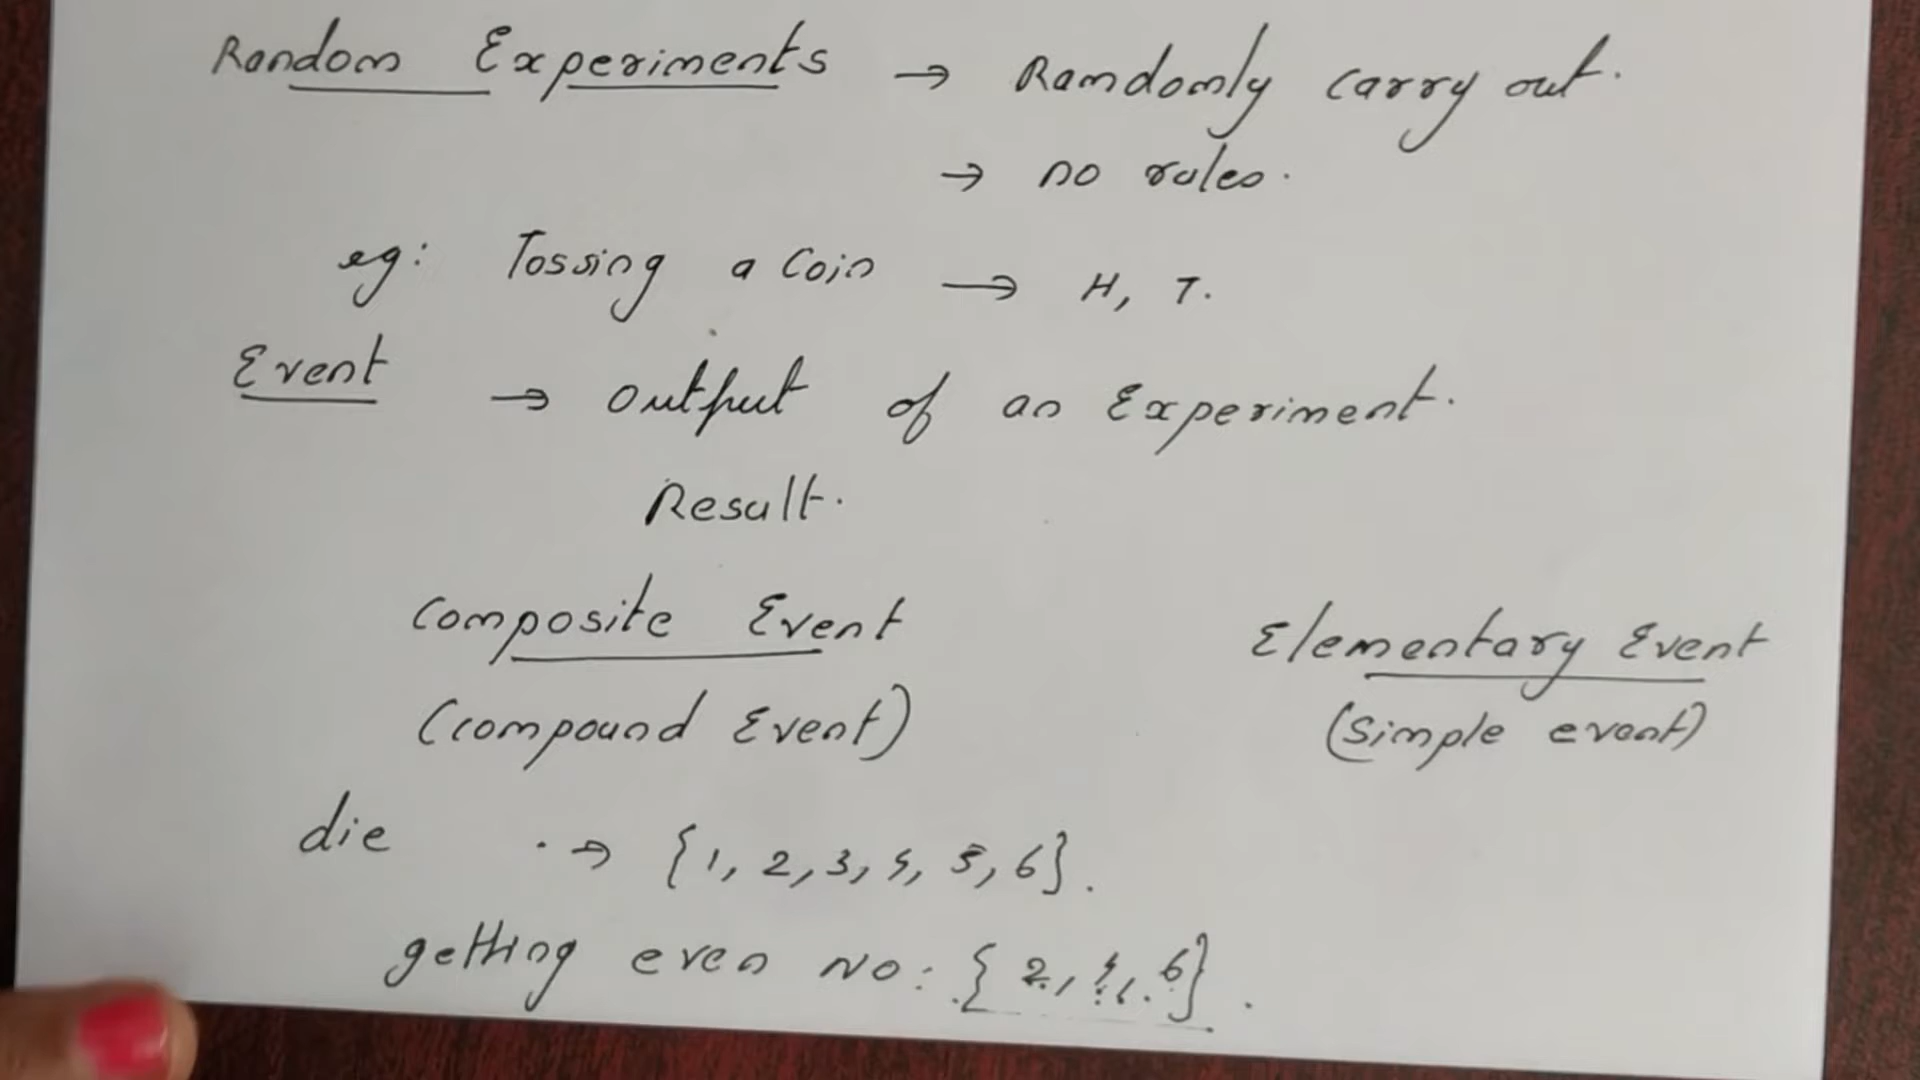 Random Experiments → Randomly carry out.
→ no rules.
eg: Tossing a Coin → H, T.
Event → output of an Experiment.
Result.
Composite Event Elementary Event
(compound Event) (simple event)
die → {1, 2, 3, 4, 5, 6}.
getting even no: {2, 4, 6}.